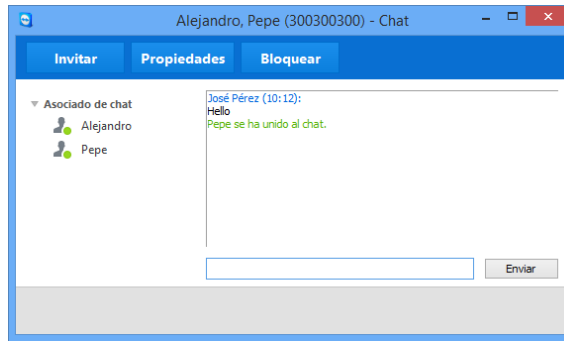 Alejandro, Pepe (300300300) - Chat
Invitar Propiedades Bloquear
Asociado de chat
Alejandro
Pepe
José Pérez (10:12):
Hello
Pepe se ha unido al chat.
Enviar